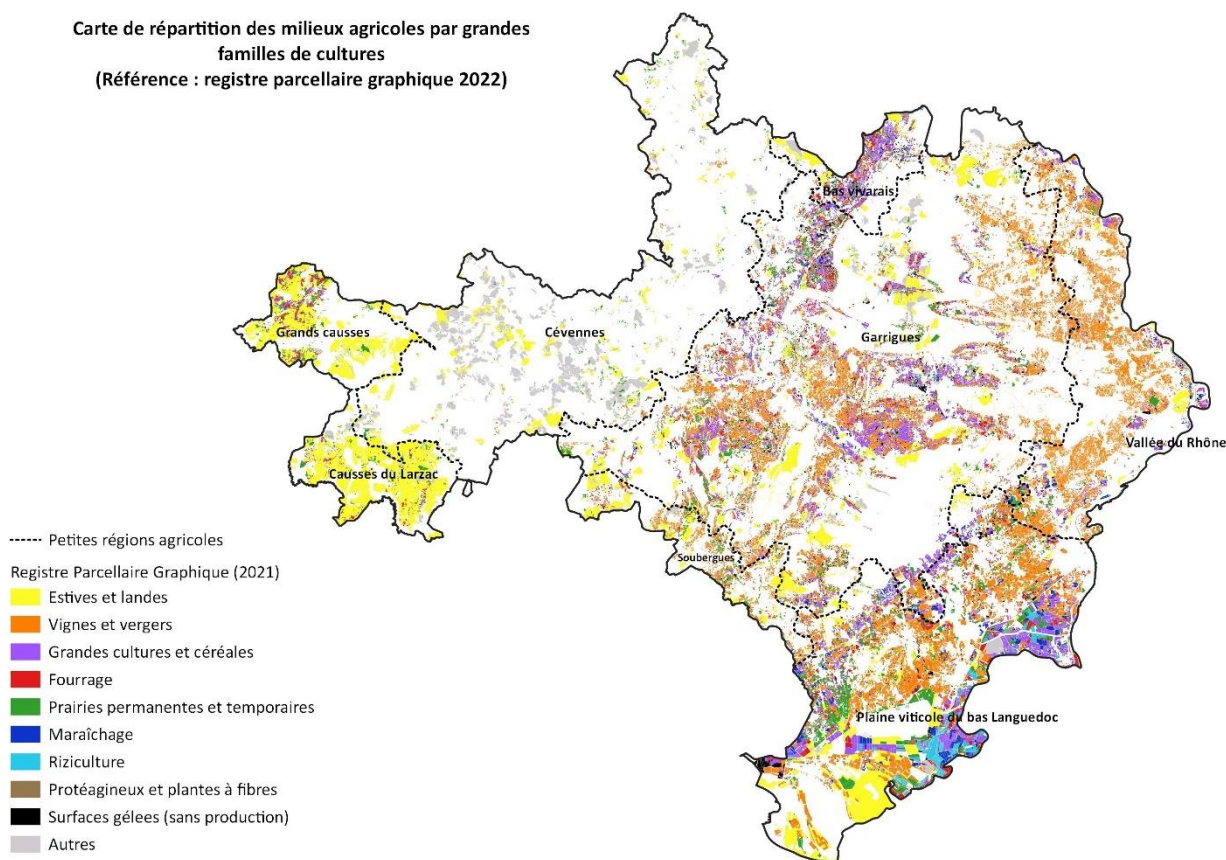 Carte de répartition des milieux agricoles par grandes
familles de cultures
(Référence : registre parcellaire graphique 2022)
Bas vivarais
Grands causses
Cévennes
Garrigues
Vallée du Rhône
Causses du Larzac
Soubergues
Plaine viticole du bas Languedoc
Petites régions agricoles
Registre Parcellaire Graphique (2021)
Estives et landes
Vignes et vergers
Grandes cultures et céréales
Fourrage
Prairies permanentes et temporaires
Maraîchage
Riziculture
Protéagineux et plantes à fibres
Surfaces gélees (sans production)
Autres